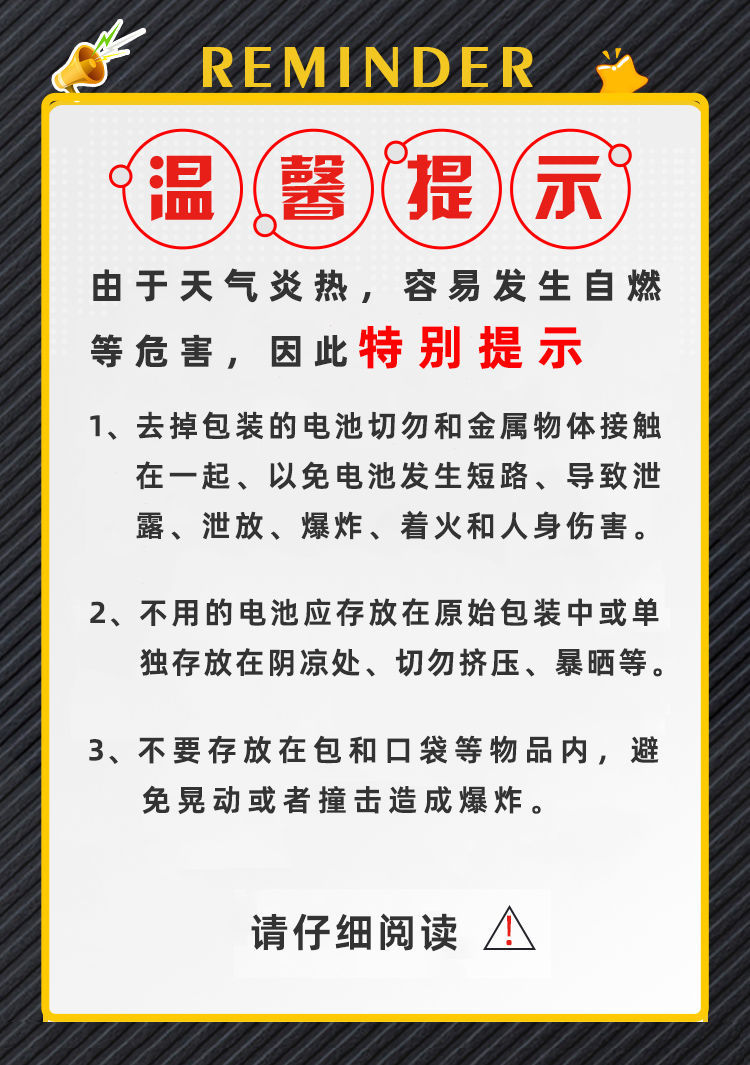 REMINDER
温馨提示
由于天气炎热，容易发生自燃
等危害，因此特别提示
1、去掉包装的电池切勿和金属物体接触
在一起、以免电池发生短路、导致泄
露、泄放、爆炸、着火和人身伤害。
2、不用的电池应存放在原始包装中或单
独存放在阴凉处、切勿挤压、暴晒等。
3、不要存放在包和口袋等物品内，避
免晃动或者撞击造成爆炸。
请仔细阅读 !